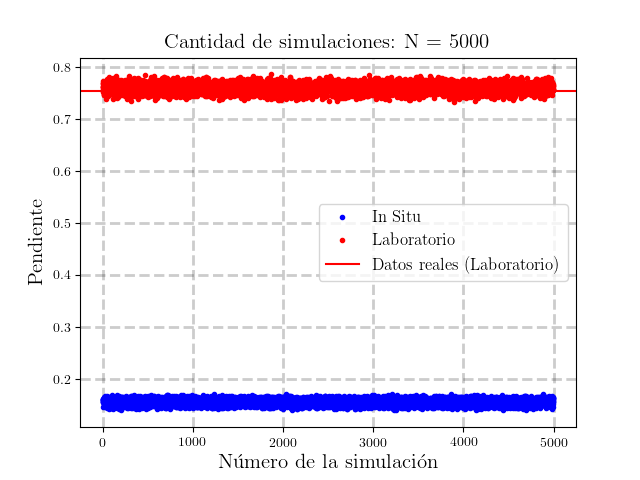 Cantidad de simulaciones: N = 5000
Pendiente
0.8
0.7
0.6
0.5
0.4
0.3
0.2
In Situ
Laboratorio
Datos reales (Laboratorio)
0 1000 2000 3000 4000 5000
Número de la simulación